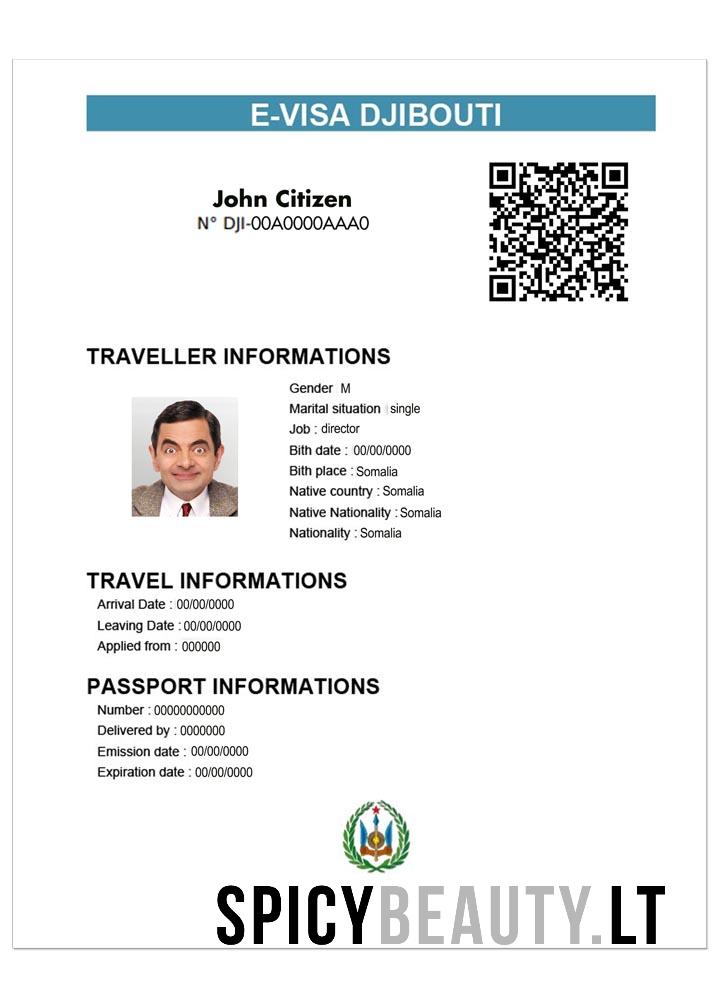 E-VISA DJIBOUTI
John Citizen
N° DJI-00A0000AAA0
TRAVELLER INFORMATIONS
Gender M
Marital situation single
Job : director
Bith date : 00/00/0000
Bith place : Somalia
Native country : Somalia
Native Nationality : Somalia
Nationality : Somalia
TRAVEL INFORMATIONS
Arrival Date : 00/00/0000
Leaving Date : 00/00/0000
Applied from : 000000
PASSPORT INFORMATIONS
Number : 00000000000
Delivered by : 0000000
Emission date : 00/00/0000
Expiration date : 00/00/0000
SPICYBEAUTY.LT